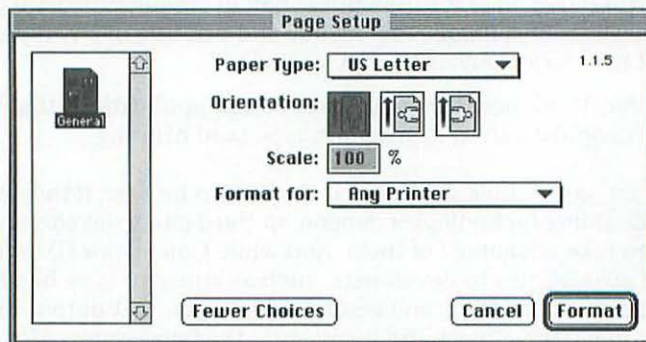 Page Setup
General
Paper Type: US Letter 1.1.5
Orientation:
Scale: 100 %
Format for: Any Printer
Fewer Choices Cancel Format